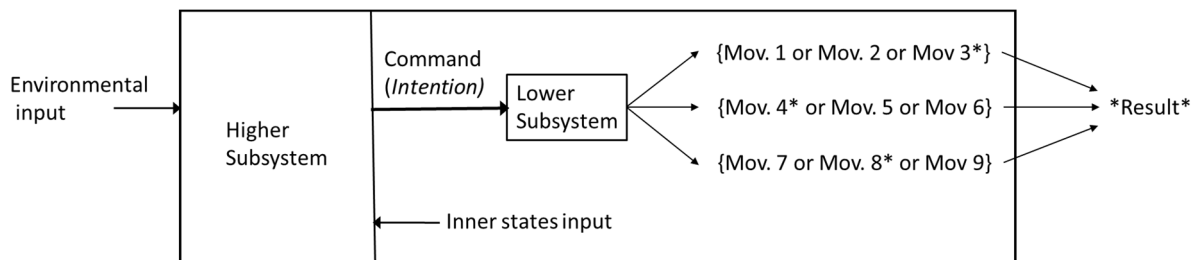 Environmental
input
Higher
Subsystem
Command
(Intention)
Lower
Subsystem
{Mov. 1 or Mov. 2 or Mov 3*}
{Mov. 4* or Mov. 5 or Mov 6}
{Mov. 7 or Mov. 8* or Mov 9}
*Result*
Inner states input